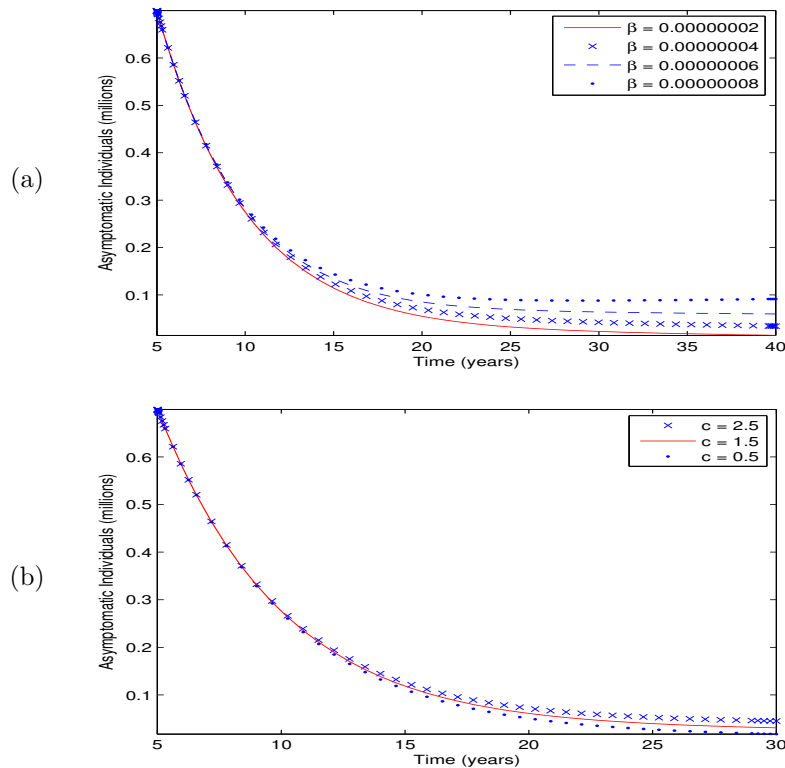 (a)
Asymptomatic Individuals (millions)
0.6
0.5
0.4
0.3
0.2
0.1
β = 0.00000002
β = 0.00000004
β = 0.00000006
β = 0.00000008
5 10 15 20 25 30 35 40
Time (years)
(b)
Asymptomatic Individuals (millions)
0.6
0.5
0.4
0.3
0.2
0.1
c = 2.5
c = 1.5
c = 0.5
5 10 15 20 25 30
Time (years)